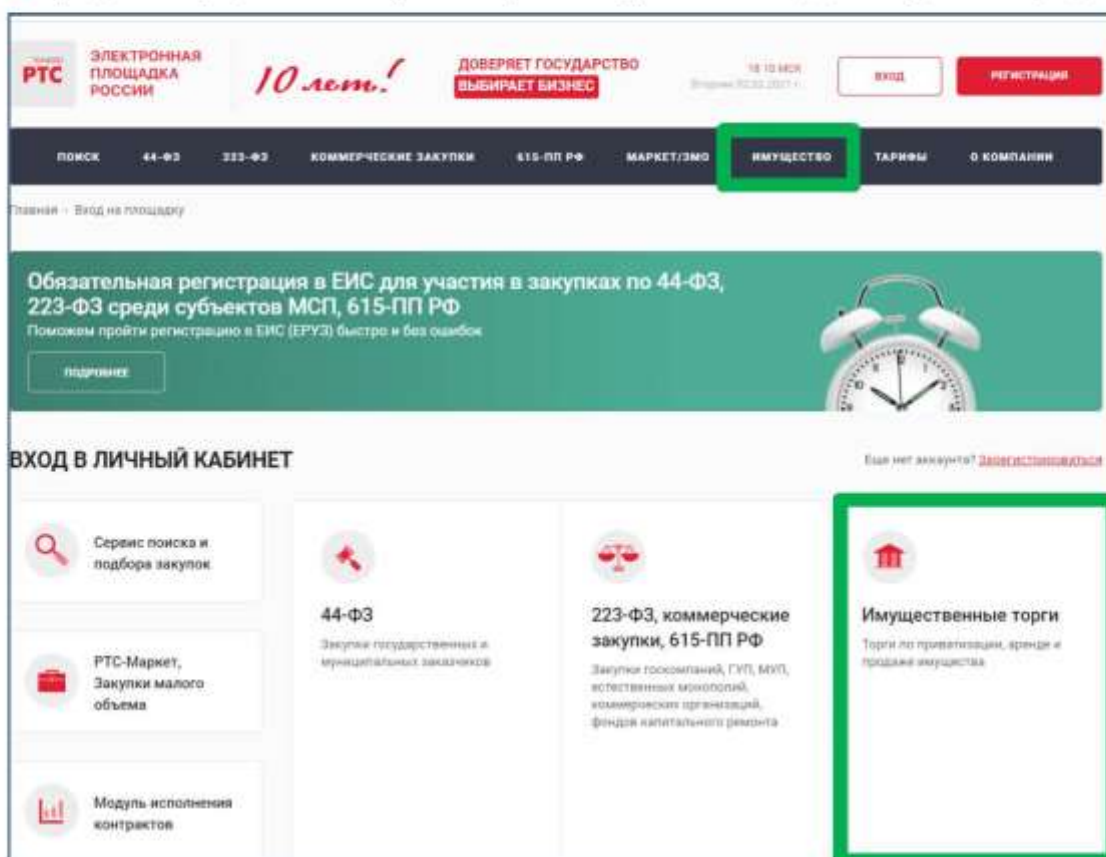 РТС
ЭЛЕКТРОННАЯ
ПЛОЩАДКА
РОССИИ
10 лет!
ДОВЕРЯЕТ ГОСУДАРСТВО
ВЫБИРАЕТ БИЗНЕС
ВХОД
РЕГИСТРАЦИЯ
ПОИСК 44-ФЗ 223-ФЗ КОММЕРЧЕСКИЕ ЗАКУПКИ 615-ПП РФ МАРКЕТ/ЗМО ИМУЩЕСТВО ТАРИФЫ О КОМПАНИИ
Главная - Вход на площадку
Обязательная регистрация в ЕИС для участия в закупках по 44-ФЗ,
223-ФЗ среди субъектов МСП, 615-ПП РФ
Поможем пройти регистрацию в ЕИС (ЕРУЗ) быстро и без ошибок
ПОДРОБНЕЕ
ВХОД В ЛИЧНЫЙ КАБИНЕТ
Еще нет аккаунта? Зарегистрироваться
Сервис поиска и
подбора закупок
РТС-Маркет,
Закупки малого
объема
Модуль исполнения
контрактов
44-ФЗ
Закупки государственных и
муниципальных заказчиков
223-ФЗ, коммерческие
закупки, 615-ПП РФ
Закупки госкомпаний, ГУП, МУП,
естественных монополий,
коммерческих организаций,
фондов капитального ремонта
Имущественные торги
Торги по приватизации, аренде и
продаже имущества